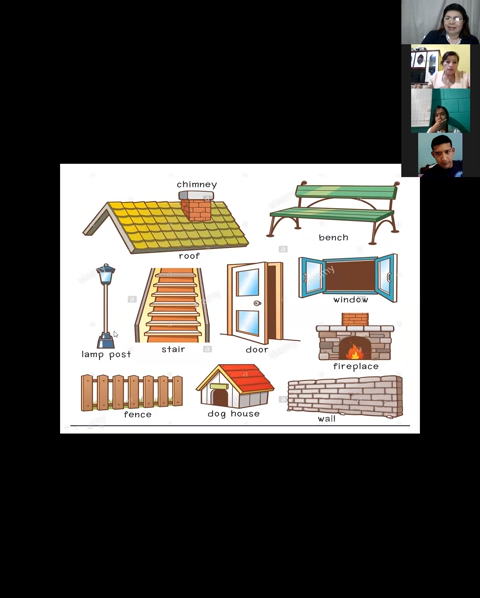 chimney
roof
bench
window
lamp post
stair
door
fireplace
fence
dog house
wall